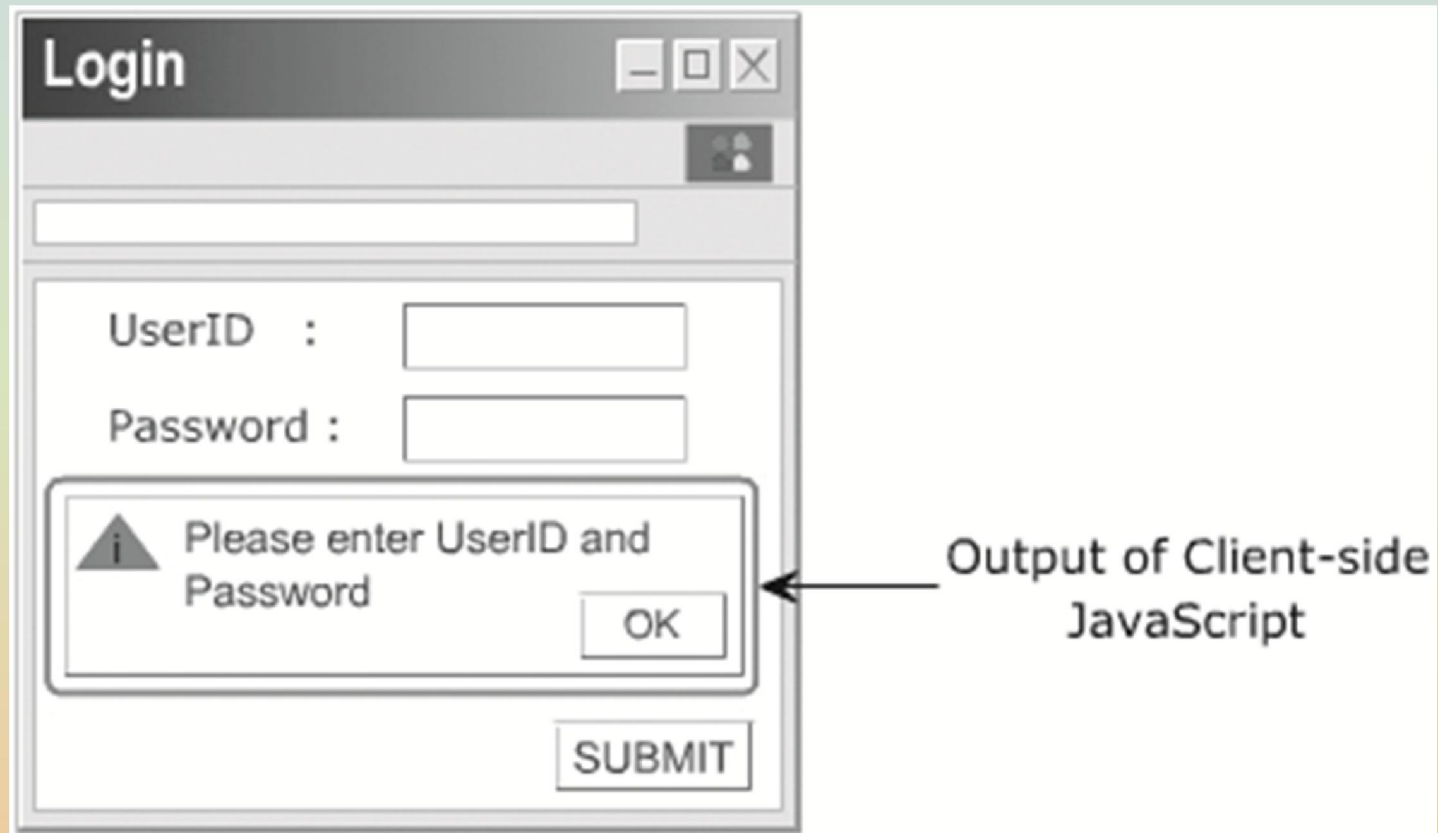 Login
UserID :
Password :
Please enter UserID and
Password
OK
SUBMIT
Output of Client-side
JavaScript